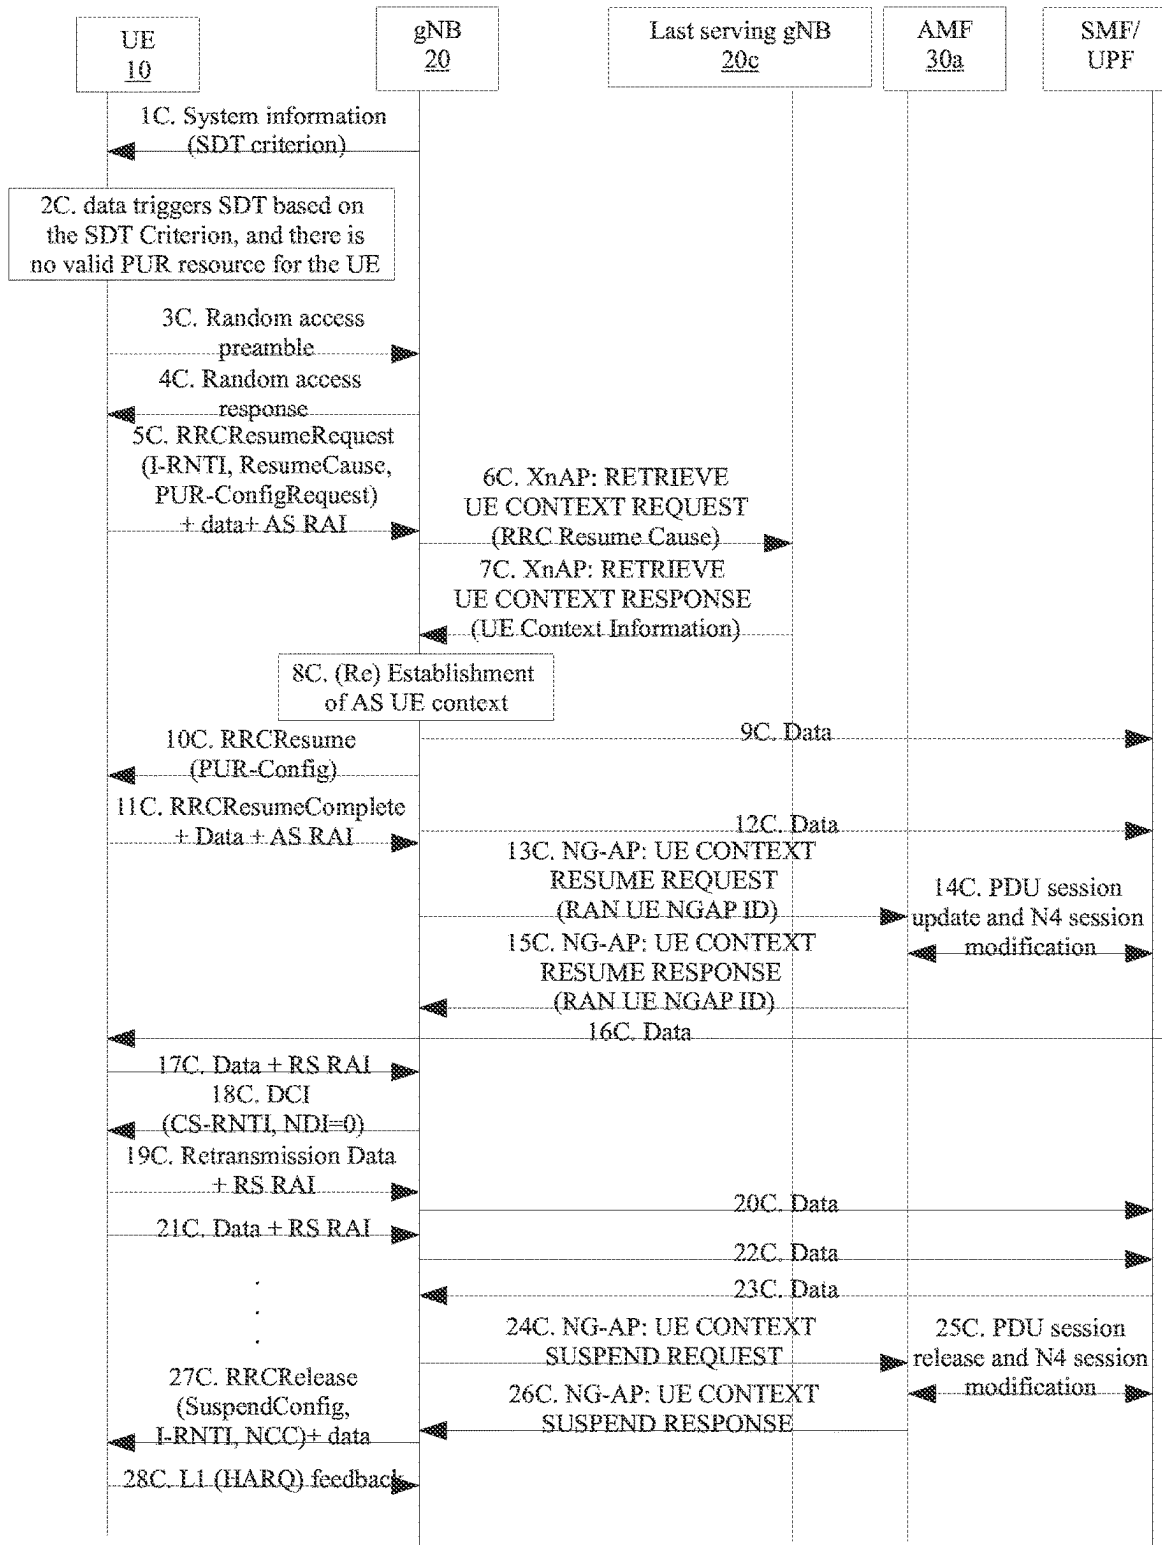 UE
10
gNB
20
Last serving gNB
20c
AMF
30a
SMF/
UPF
1C. System information
(SDT criterion)
2C. data triggers SDT based on
the SDT Criterion, and there is
no valid PUR resource for the UE
3C. Random access
preamble
4C. Random access
response
5C. RRCResumeRequest
(I-RNTI, ResumeCause,
PUR-ConfigRequest)
+ data+ AS RAI
6C. XnAP: RETRIEVE
UE CONTEXT REQUEST
(RRC Resume Cause)
7C. XnAP: RETRIEVE
UE CONTEXT RESPONSE
(UE Context Information)
8C. (Re) Establishment
of AS UE context
9C. Data
10C. RRCResume
(PUR-Config)
11C. RRCResumeComplete
+ Data + AS RAI
12C. Data
13C. NG-AP: UE CONTEXT
RESUME REQUEST
(RAN UE NGAP ID)
14C. PDU session
update and N4 session
modification
15C. NG-AP: UE CONTEXT
RESUME RESPONSE
(RAN UE NGAP ID)
16C. Data
17C. Data + RS RAI
18C. DCI
(CS-RNTI, NDI=0)
19C. Retransmission Data
+ RS RAI
20C. Data
21C. Data + RS RAI
22C. Data
23C. Data
24C. NG-AP: UE CONTEXT
SUSPEND REQUEST
25C. PDU session
release and N4 session
modification
26C. NG-AP: UE CONTEXT
SUSPEND RESPONSE
27C. RRCRelease
(SuspendConfig,
I-RNTI, NCC)+ data
28C. L1 (HARQ) feedback